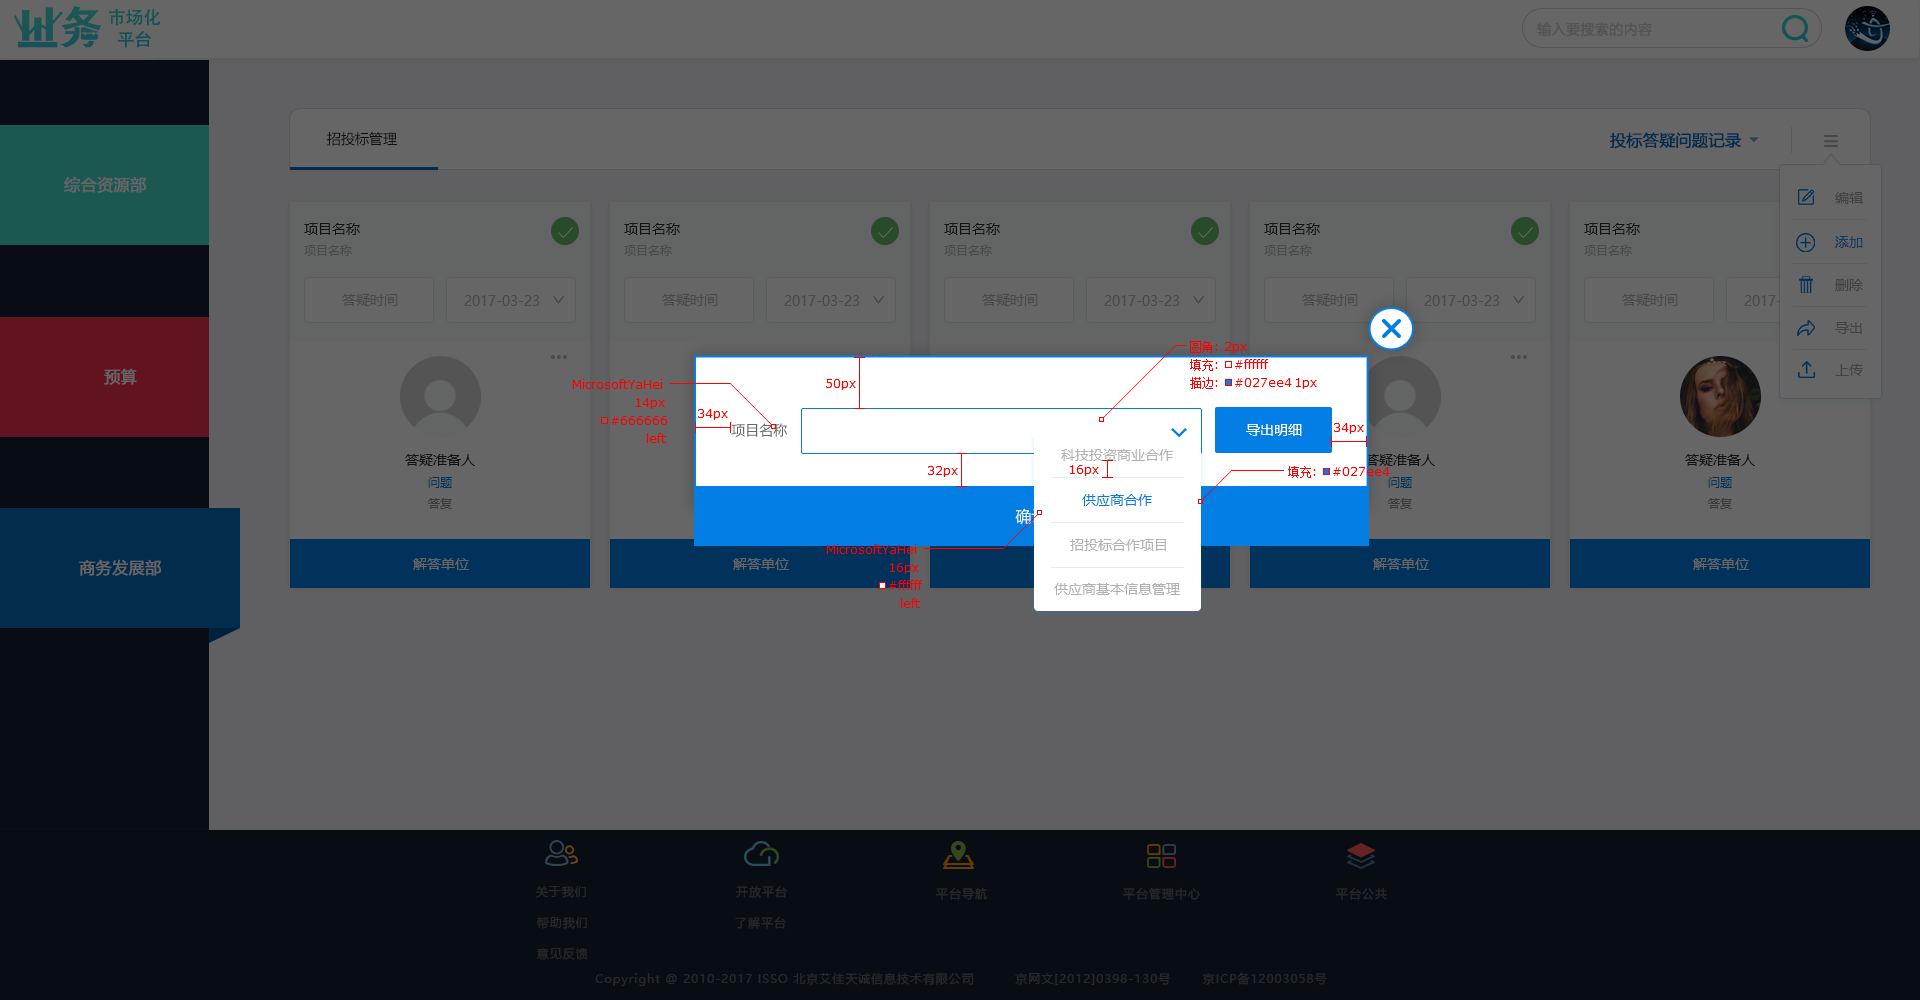 业务 市场化
平台
输入要搜索的内容
综合资源部
预算
商务发展部
招投标管理
投标答疑问题记录
编辑
添加
删除
导出
上传
项目名称
项目名称
答疑时间 2017-03-23
答疑准备人
问题
答复
解答单位
项目名称
项目名称
答疑时间 2017-03-23
解答单位
项目名称
项目名称
答疑时间 2017-03-23
项目名称
项目名称
答疑时间 2017-03-23
答疑准备人
问题
答复
解答单位
项目名称
项目名称
答疑时间 2017-
答疑准备人
问题
答复
解答单位
圆角：2px
填充：#ffffff
描边：#027ee4 1px
50px
MicrosoftYaHei
14px
#666666
left
34px
项目名称
导出明细
34px
32px
16px
填充：#027ee4
科技投资商业合作
供应商合作
招投标合作项目
供应商基本信息管理
确
MicrosoftYaHei
16px
#ffffff
left
关于我们
帮助我们
意见反馈
开放平台
了解平台
平台导航
平台管理中心
平台公共
Copyright @ 2010-2017 ISSO 北京艾佳天诚信息技术有限公司 京网文[2012]0398-130号 京ICP备12003058号